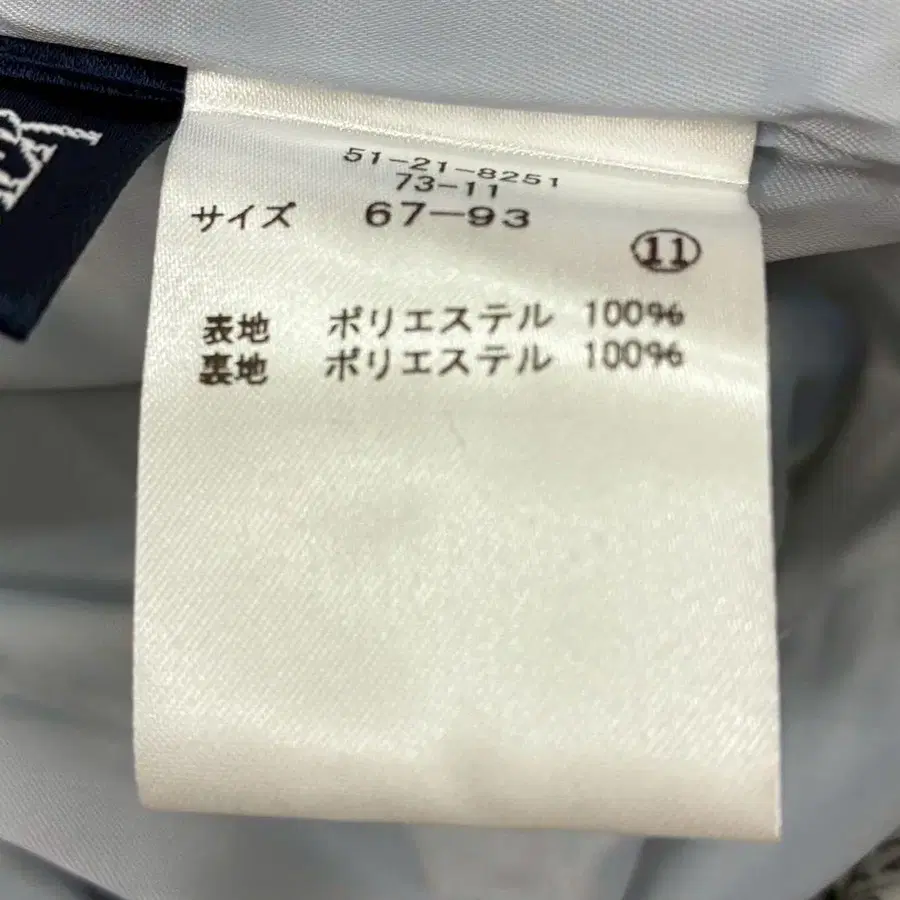 51-21-8251
73-11
サイズ 67-93
⑪
表地 ポリエステル 100%
裏地 ポリエステル 100%